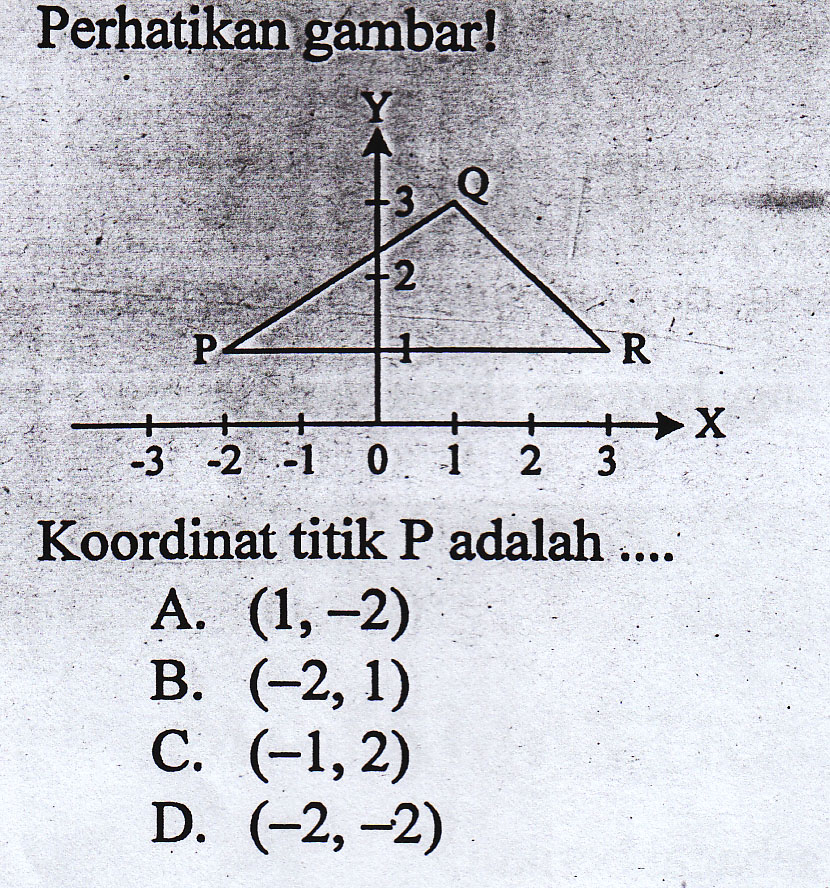 Perhatikan gambar!
Y
Q
3
2
P
1
R
X
-3 -2 -1 0 1 2 3
Koordinat titik P adalah ....
A. (1, −2)
B. (−2, 1)
C. (−1, 2)
D. (−2, −2)